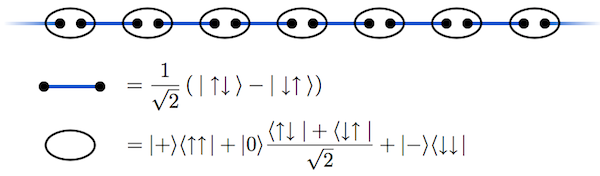 = 1/√2 ( | ↑↓ ⟩ − | ↓↑ ⟩)
= |+⟩⟨↑↑| + |0⟩ ⟨↑↓ | + ⟨↓↑ |/√2 + |−⟩⟨↓↓|